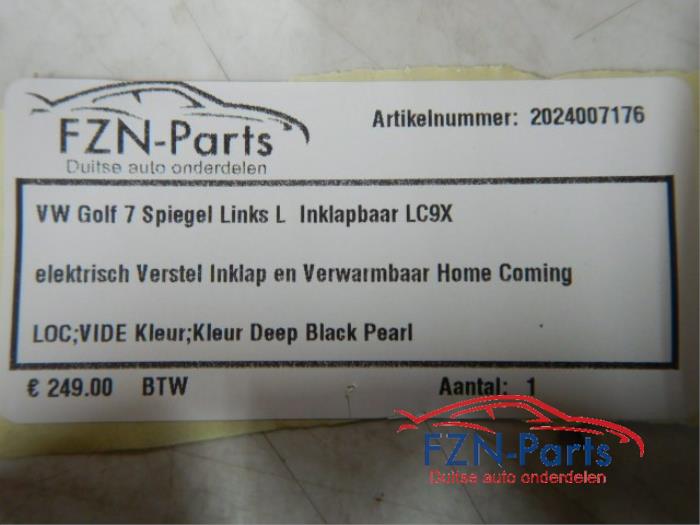 FZN-Parts
Duitse auto onderdelen
Artikelnummer: 2024007176
VW Golf 7 Spiegel Links L Inklapbaar LC9X
elektrisch Verstel Inklap en Verwarmbaar Home Coming
LOC;VIDE Kleur;Kleur Deep Black Pearl
€ 249.00 BTW Aantal: 1
FZN-Parts
Duitse auto onderdelen